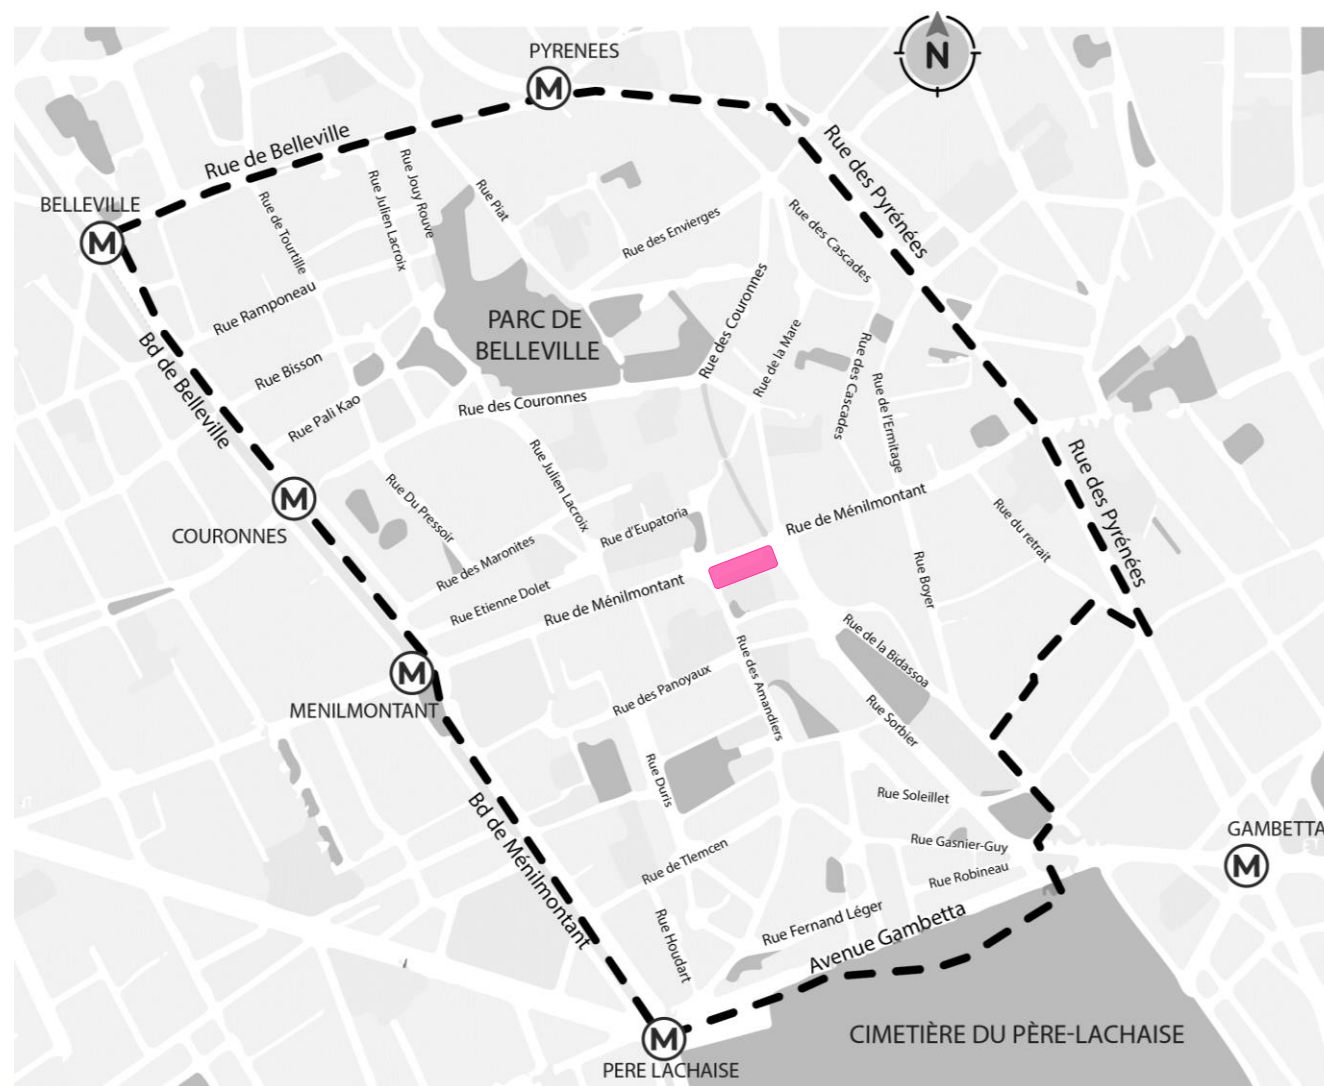 PYRENEES
M
N
Rue de Belleville
Rue des Pyrénées
BELLEVILLE
M
Rue de Tourtille
Rue Julien Lacroix
Rue Jouy Rouve
Rue Piat
Rue des Envierges
Rue des Cascades
Rue Ramponeau
PARC DE
BELLEVILLE
Rue des Couronnes
Rue de la Mare
Bd de Belleville
Rue Bisson
Rue Pali Kao
Rue des Couronnes
Rue des Cascades
Rue de l'Ermitage
Rue des Pyrénées
M
COURONNES
Rue Du Pressoir
Rue Julien Lacroix
Rue d'Eupatoria
Rue de Ménilmontant
Rue du retrait
Rue des Maronites
Rue Etienne Dolet
Rue de Ménilmontant
Rue Boyer
M
MENILMONTANT
Rue des Panoyaux
Rue des Amandiers
Rue de la Bidassoa
Rue Sorbier
Bd de Ménilmontant
Rue Duris
Rue Soleillet
Rue de Tlemcen
Rue Gasnier-Guy
Rue Robineau
GAMBETTA
M
Rue Houdart
Rue Fernand Léger
Avenue Gambetta
CIMETIÈRE DU PÈRE-LACHAISE
M
PERE LACHAISE